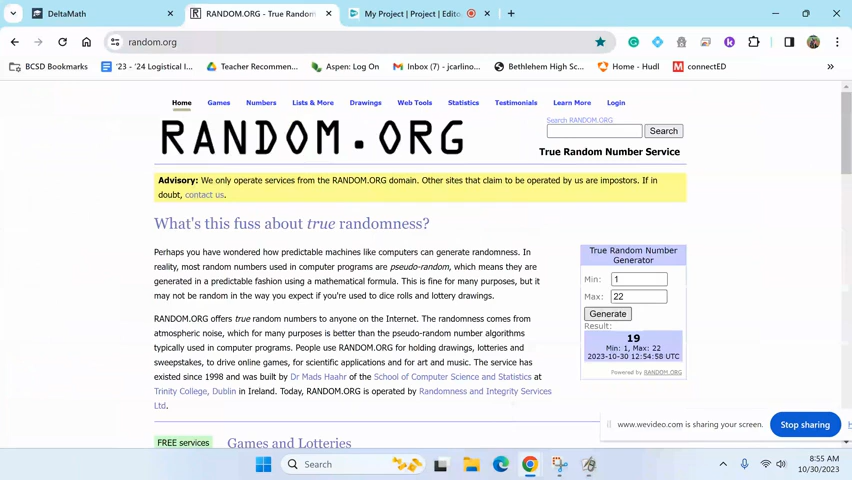 DeltaMath
RANDOM.ORG - True Random
My Project | Project | Edito
random.org
BCSD Bookmarks
'23 - '24 Logistical I...
Teacher Recommen...
Aspen: Log On
Inbox (7) - jcarlino...
Bethlehem High Sc...
Home - Hudl
connectED
Home Games Numbers Lists & More Drawings Web Tools Statistics Testimonials Learn More Login
RANDOM.ORG
Search RANDOM.ORG
Search
True Random Number Service
Advisory: We only operate services from the RANDOM.ORG domain. Other sites that claim to be operated by us are impostors. If in
doubt, contact us.
What's this fuss about true randomness?
Perhaps you have wondered how predictable machines like computers can generate randomness. In
reality, most random numbers used in computer programs are pseudo-random, which means they are
generated in a predictable fashion using a mathematical formula. This is fine for many purposes, but it
may not be random in the way you expect if you're used to dice rolls and lottery drawings.
RANDOM.ORG offers true random numbers to anyone on the Internet. The randomness comes from
atmospheric noise, which for many purposes is better than the pseudo-random number algorithms
typically used in computer programs. People use RANDOM.ORG for holding drawings, lotteries and
sweepstakes, to drive online games, for scientific applications and for art and music. The service has
existed since 1998 and was built by Dr Mads Haahr of the School of Computer Science and Statistics at
Trinity College, Dublin in Ireland. Today, RANDOM.ORG is operated by Randomness and Integrity Services
Ltd.
True Random Number
Generator
Min: 1
Max: 22
Generate
Result:
19
Min: 1, Max: 22
2023-10-30 12:54:58 UTC
Powered by RANDOM.ORG
FREE services
Games and Lotteries
www.wevideo.com is sharing your screen.
Stop sharing
Search
8:55 AM
10/30/2023